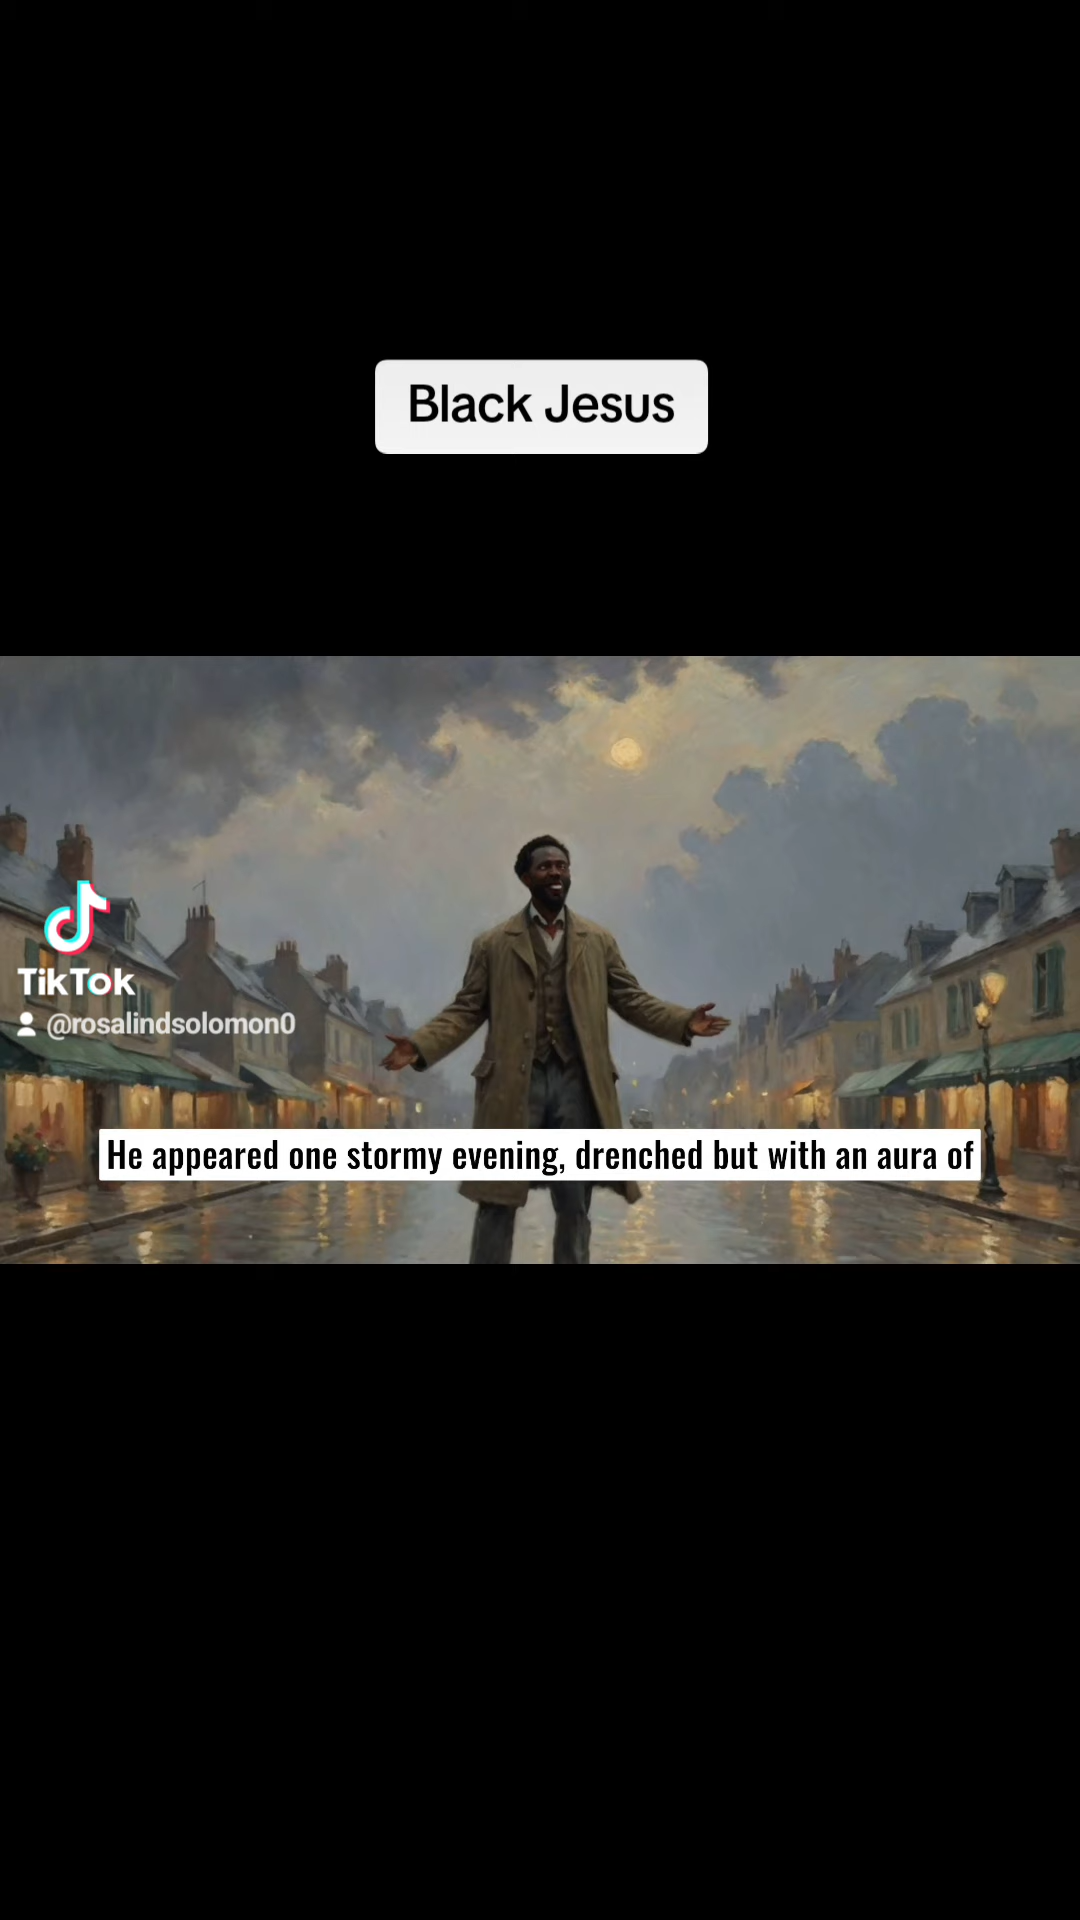 Black Jesus
TikTok
@rosalindsolomon0
He appeared one stormy evening, drenched but with an aura of